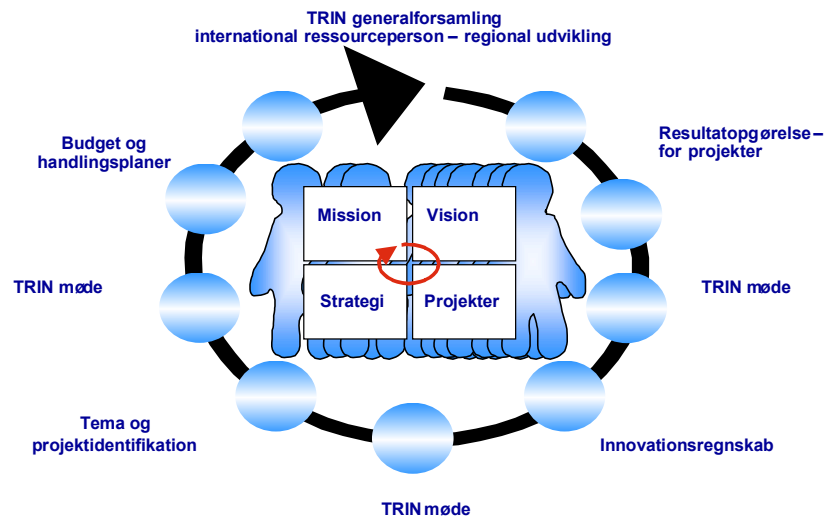 TRIN generalforsamling
international ressourceperson – regional udvikling
Resultatopgørelse –
for projekter
TRIN møde
Innovationsregnskab
TRIN møde
Tema og
projektidentifikation
TRIN møde
Budget og
handlingsplaner
Mission
Vision
Strategi
Projekter